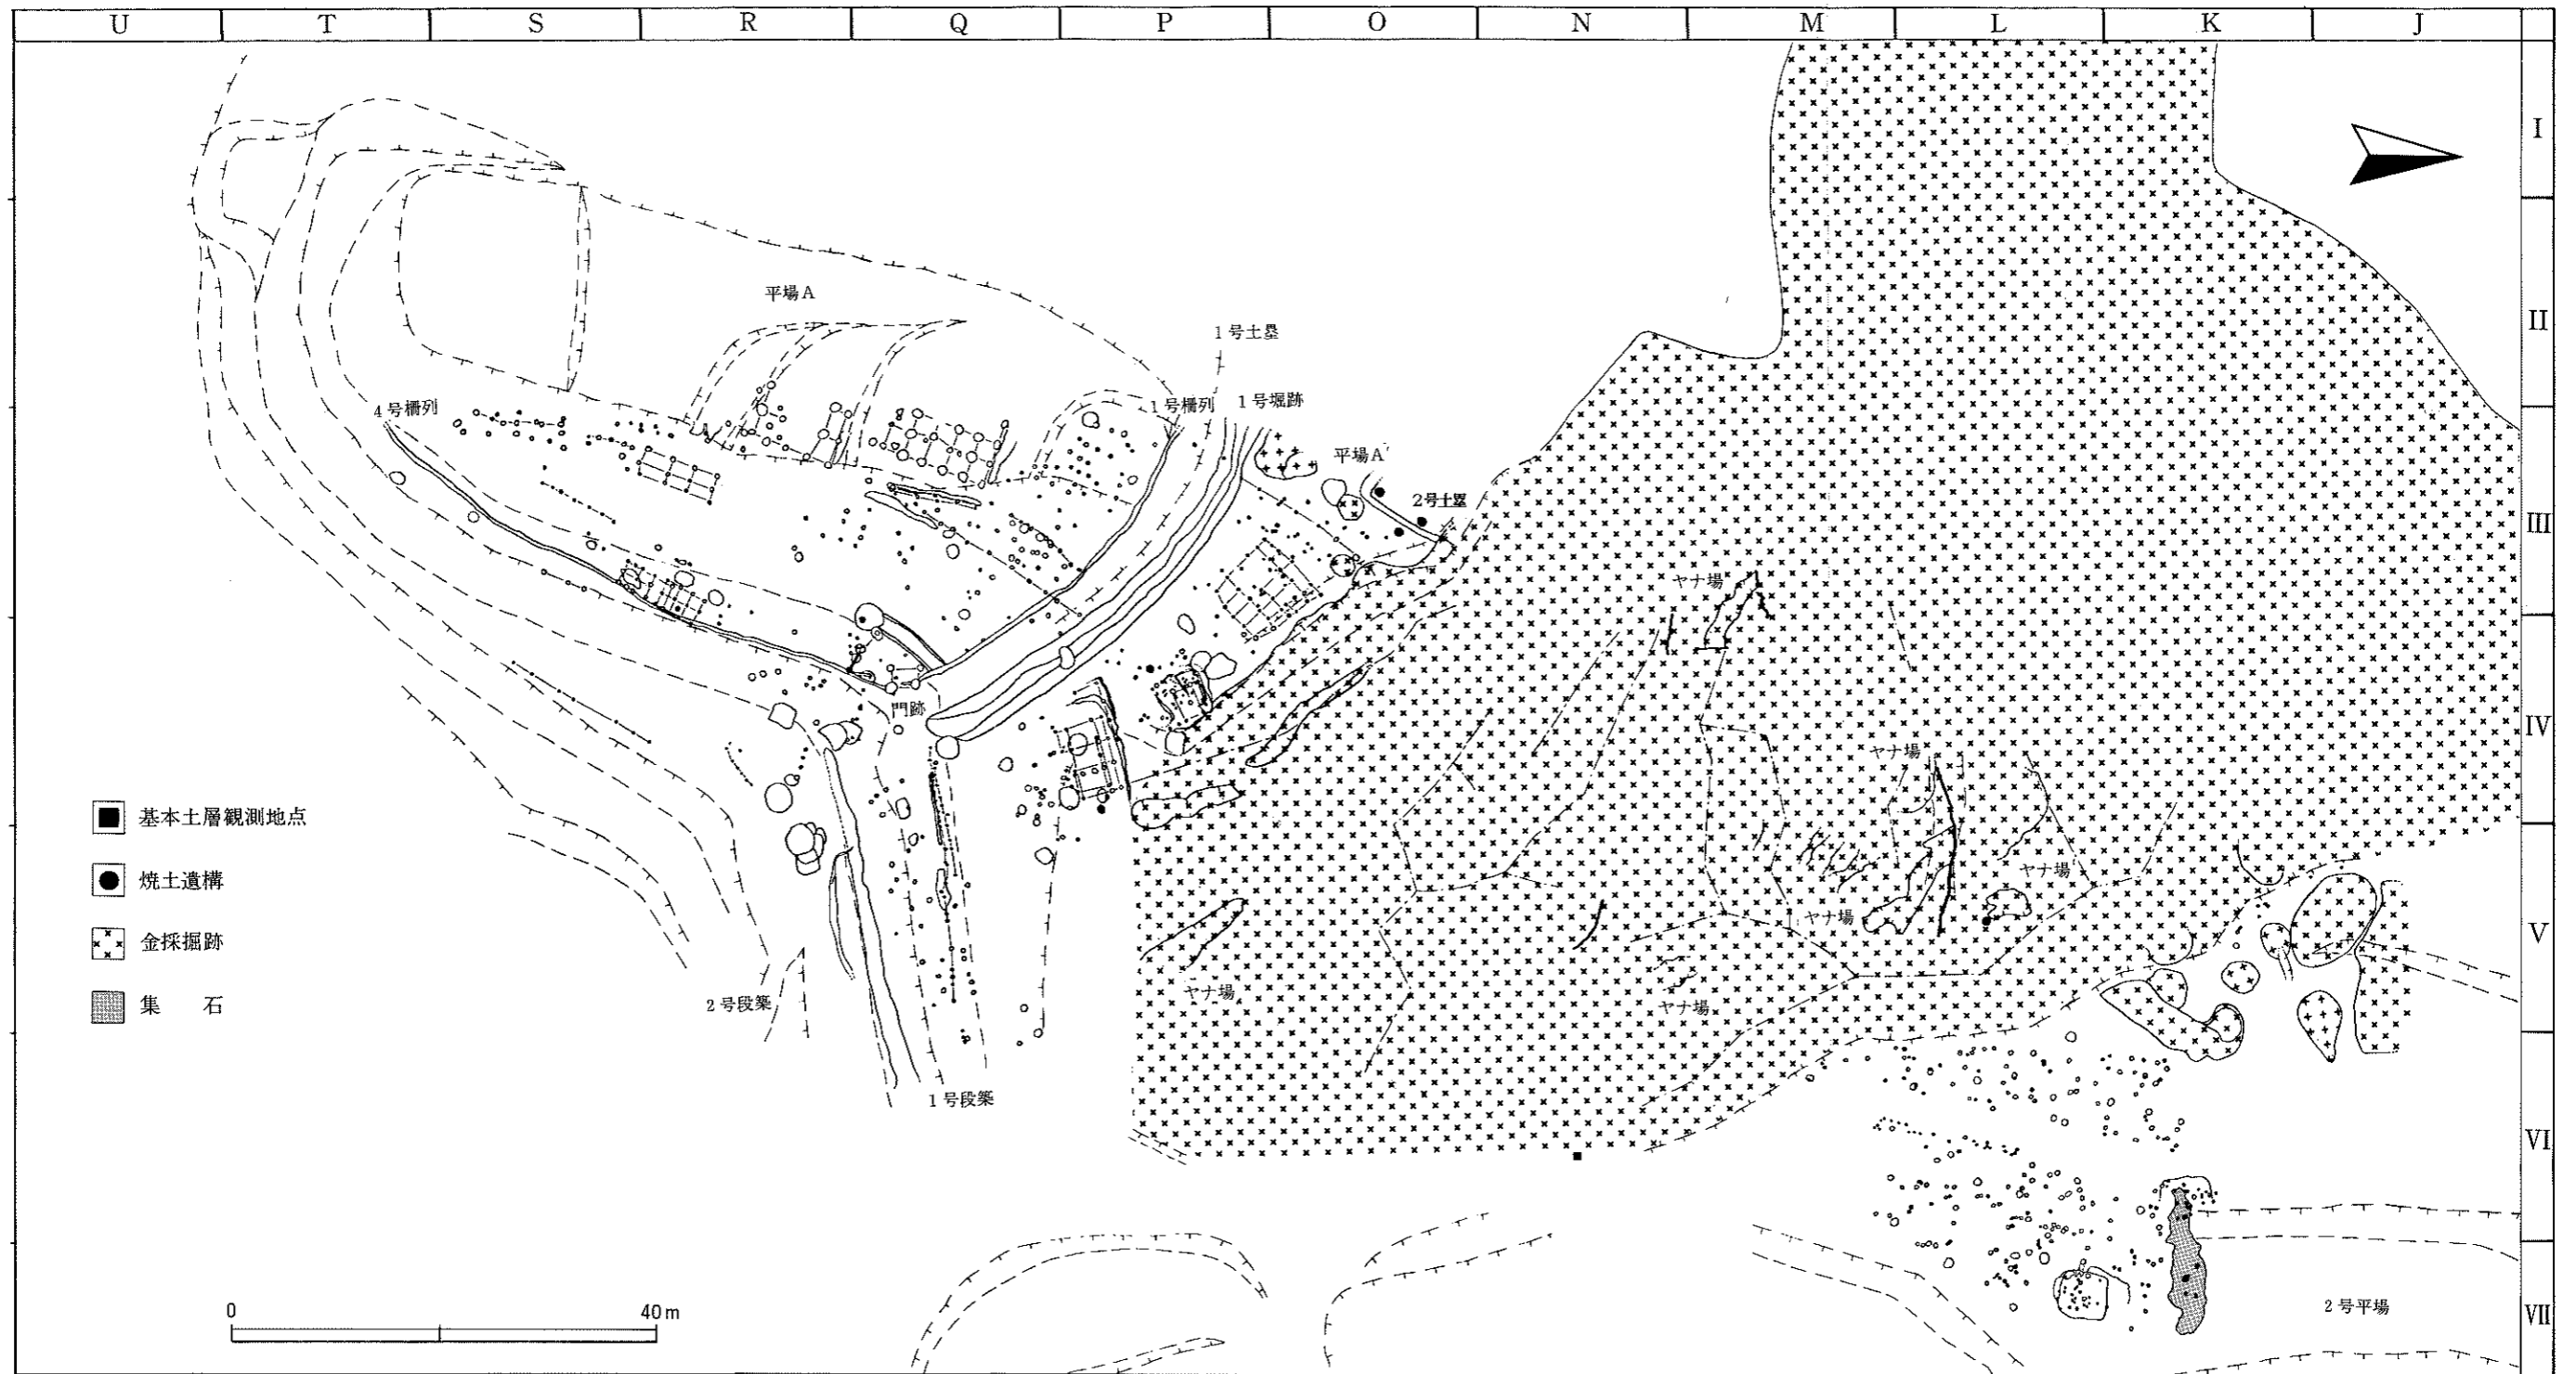 U T S R Q P O N M L K J
I
II
III
IV
V
VI
VII
平場A
1号土塁
4号柵列
1号柵列
1号堀跡
平場A'
2号土塁
ヤナ場
門跡
ヤナ場
ヤナ場
ヤナ場
ヤナ場
ヤナ場
2号段築
1号段築
2号平場
基本土層観測地点
焼土遺構
金採掘跡
集 石
0 40m